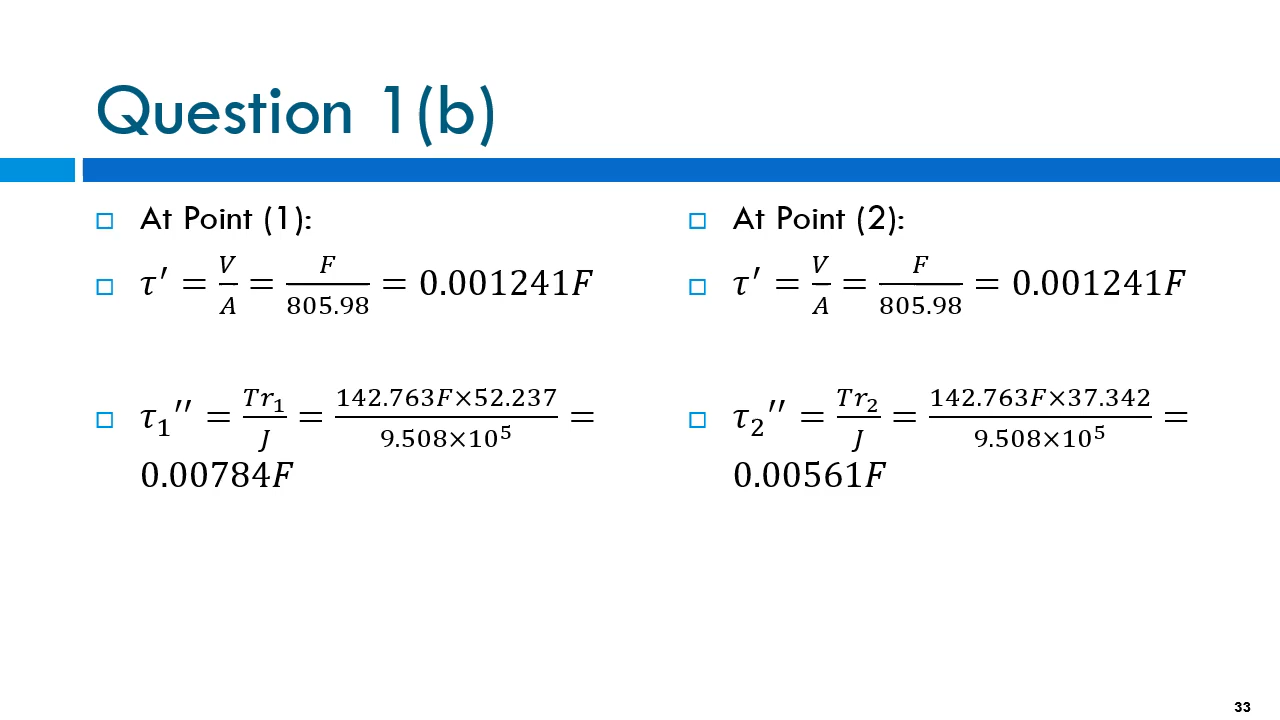 Question 1(b)
At Point (1):
𝜏′ = V/A = F/805.98 = 0.001241F
𝜏₁′′ = Tr₁/J = 142.763F×52.237/9.508×10⁵ =
0.00784F
At Point (2):
𝜏′ = V/A = F/805.98 = 0.001241F
𝜏₂′′ = Tr₂/J = 142.763F×37.342/9.508×10⁵ =
0.00561F
33